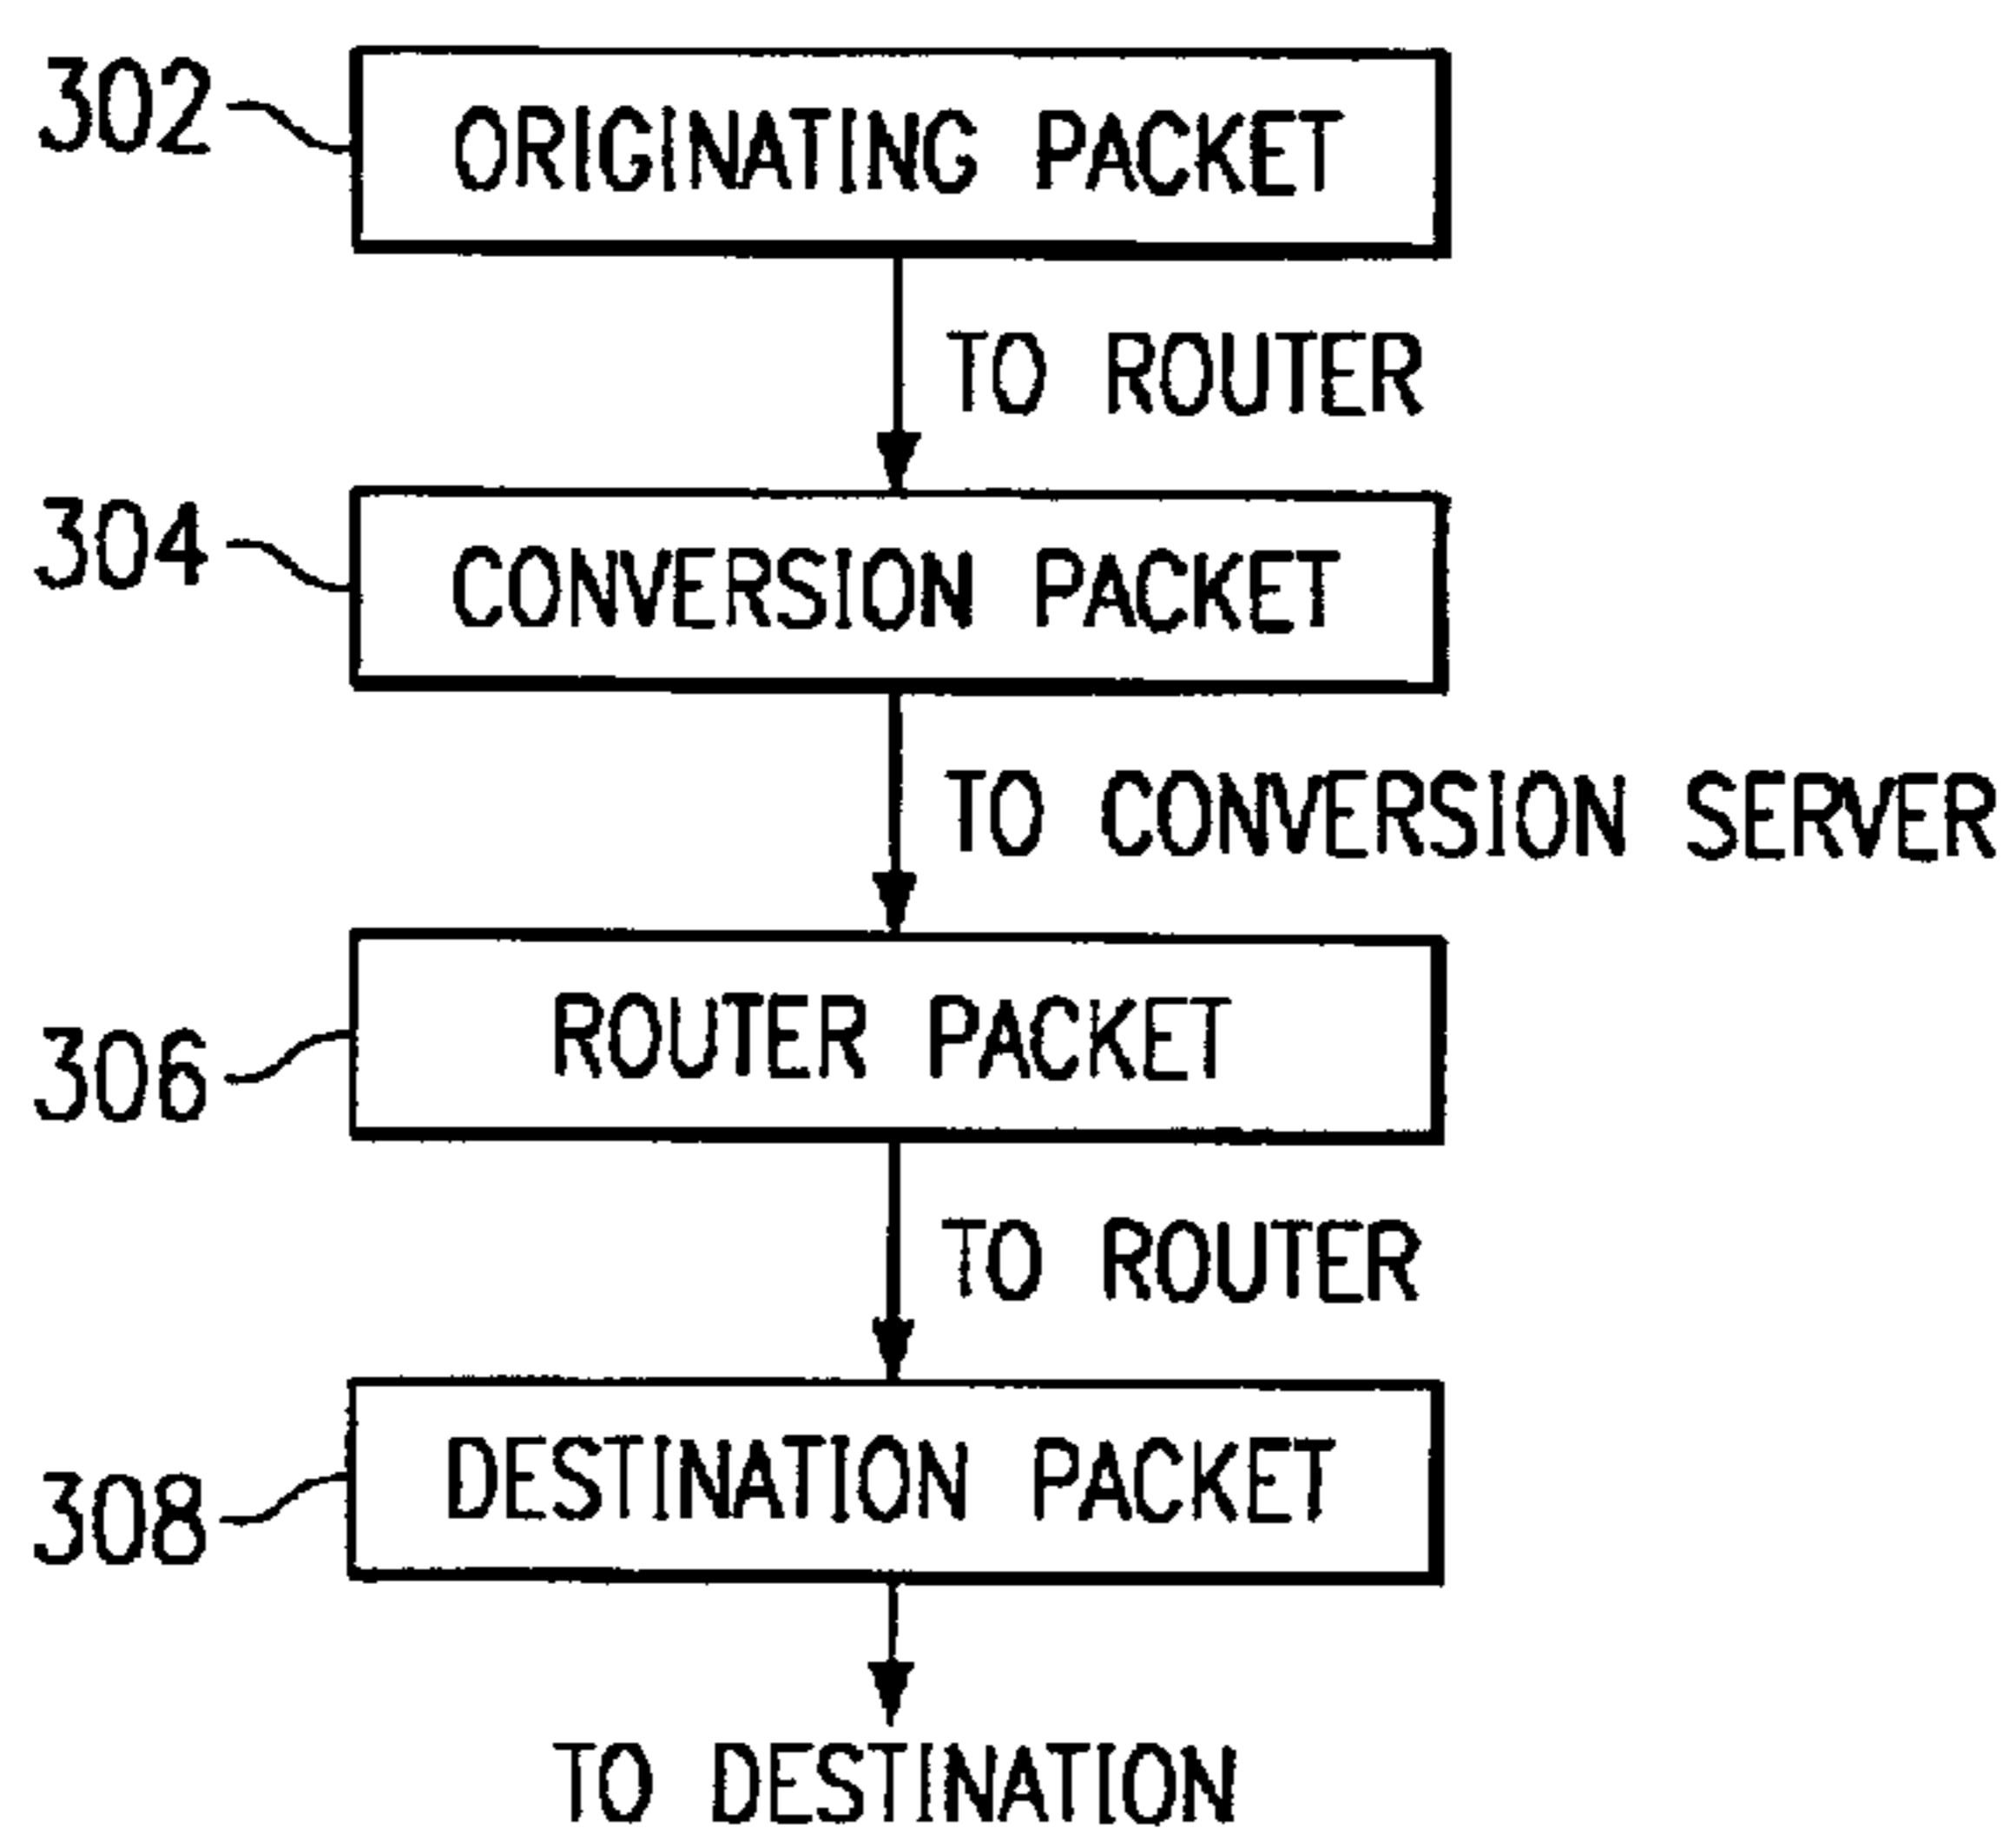 302
ORIGINATING PACKET
TO ROUTER
304
CONVERSION PACKET
TO CONVERSION SERVER
306
ROUTER PACKET
TO ROUTER
308
DESTINATION PACKET
TO DESTINATION